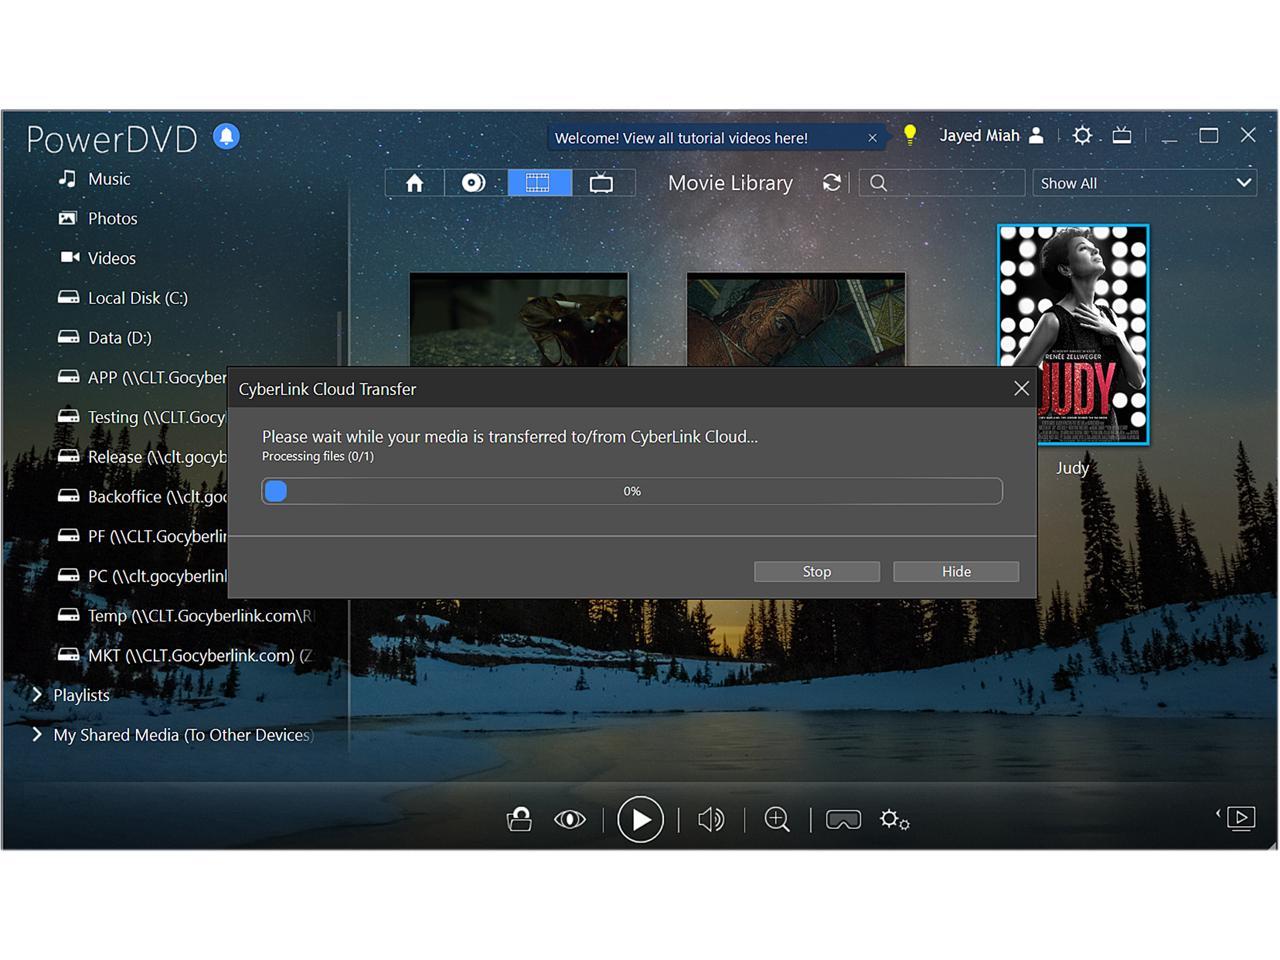 PowerDVD
Welcome! View all tutorial videos here!
Jayed Miah
Music
Photos
Videos
Local Disk (C:)
Data (D:)
APP (\\CLT.Gocyber
Testing (\\CLT.Gocy
Release (\\clt.gocyb
Backoffice (\\clt.goc
PF (\\CLT.Gocyberlin
PC (\\clt.gocyberlin
Temp (\\CLT.Gocyberlink.com\R
MKT (\\CLT.Gocyberlink.com) (Z
Playlists
My Shared Media (To Other Devices)
Movie Library
Show All
RENÉE ZELLWEGER
JUDY
Judy
CyberLink Cloud Transfer
Please wait while your media is transferred to/from CyberLink Cloud...
Processing files (0/1)
0%
Stop
Hide